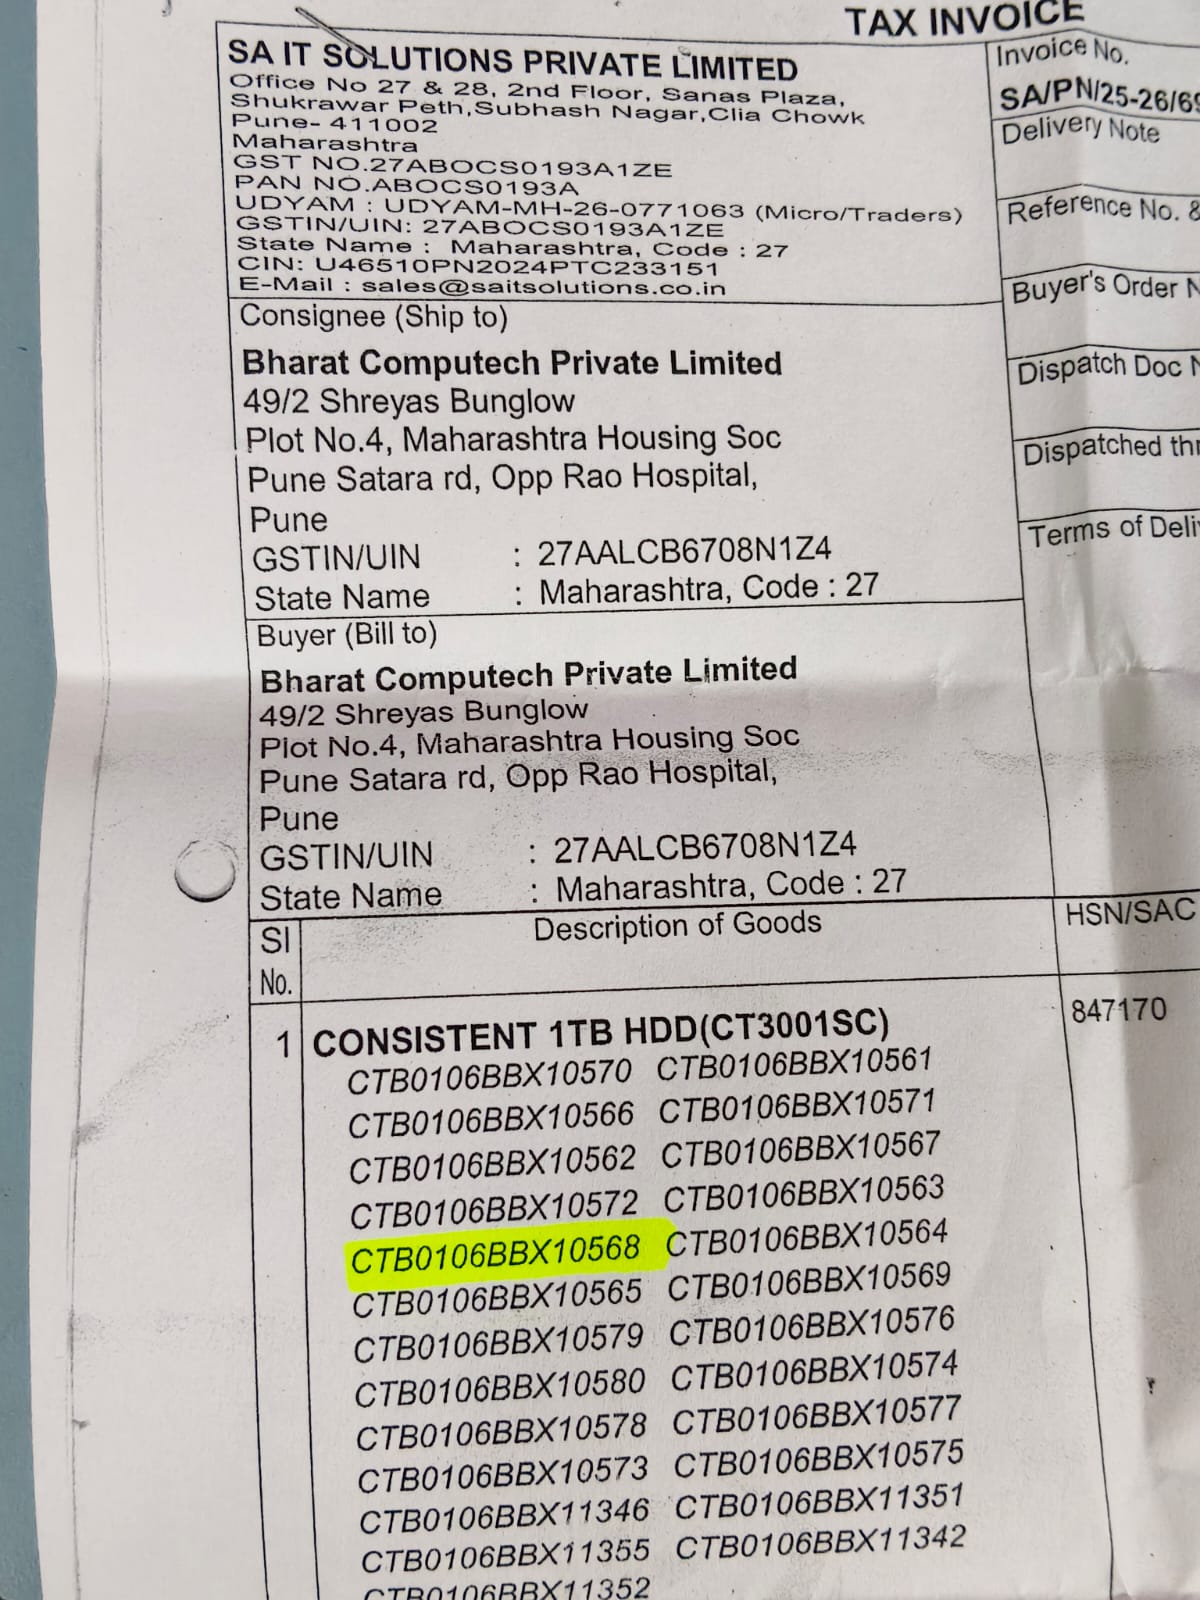 TAX INVOICE
SA IT SOLUTIONS PRIVATE LIMITED
Office No 27 & 28, 2nd Floor, Sanas Plaza,
Shukrawar Peth,Subhash Nagar,Clia Chowk
Pune- 411002
Maharashtra
GST NO.27ABOCS0193A1ZE
PAN NO.ABOCS0193A
UDYAM : UDYAM-MH-26-0771063 (Micro/Traders)
GSTIN/UIN: 27ABOCS0193A1ZE
State Name : Maharashtra, Code : 27
CIN: U46510PN2024PTC233151
E-Mail : sales@saitsolutions.co.in
Invoice No.
SA/PN/25-26/69
Delivery Note
Reference No. &
Buyer's Order N
Dispatch Doc N
Dispatched thr
Terms of Deliv
Consignee (Ship to)
Bharat Computech Private Limited
49/2 Shreyas Bunglow
Plot No.4, Maharashtra Housing Soc
Pune Satara rd, Opp Rao Hospital,
Pune
GSTIN/UIN : 27AALCB6708N1Z4
State Name : Maharashtra, Code : 27
Buyer (Bill to)
Bharat Computech Private Limited
49/2 Shreyas Bunglow
Plot No.4, Maharashtra Housing Soc
Pune Satara rd, Opp Rao Hospital,
Pune
GSTIN/UIN : 27AALCB6708N1Z4
State Name : Maharashtra, Code : 27
SI No. Description of Goods HSN/SAC
1 CONSISTENT 1TB HDD(CT3001SC) 847170
CTB0106BBX10570 CTB0106BBX10561
CTB0106BBX10566 CTB0106BBX10571
CTB0106BBX10562 CTB0106BBX10567
CTB0106BBX10572 CTB0106BBX10563
CTB0106BBX10568 CTB0106BBX10564
CTB0106BBX10565 CTB0106BBX10569
CTB0106BBX10579 CTB0106BBX10576
CTB0106BBX10580 CTB0106BBX10574
CTB0106BBX10578 CTB0106BBX10577
CTB0106BBX10573 CTB0106BBX10575
CTB0106BBX11346 CTB0106BBX11351
CTB0106BBX11355 CTB0106BBX11342
CTB0106BBX11352